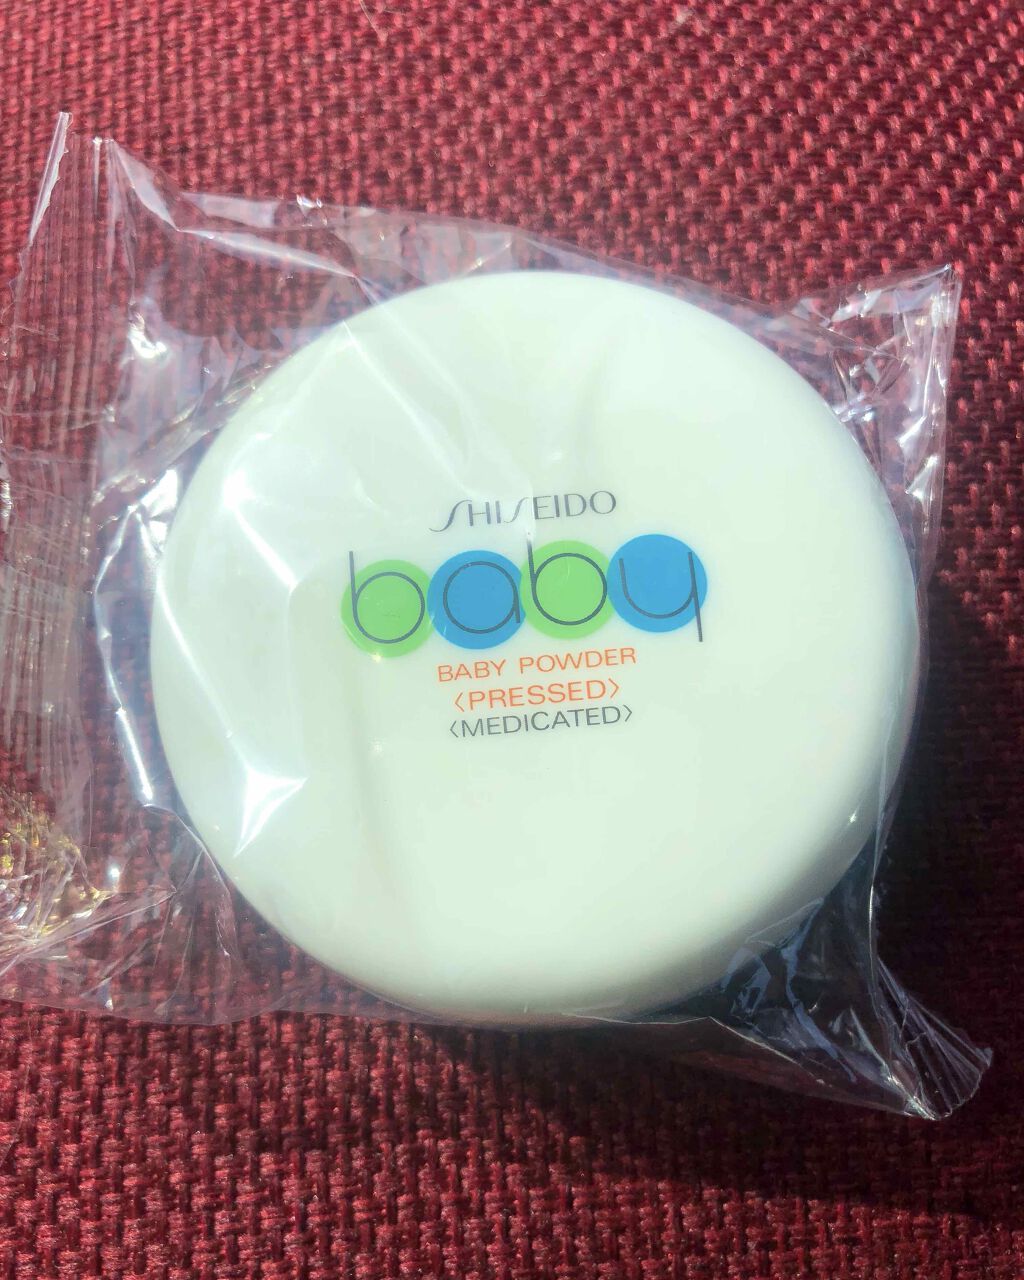 SHISEIDO
baby
BABY POWDER
〈PRESSED〉
〈MEDICATED〉